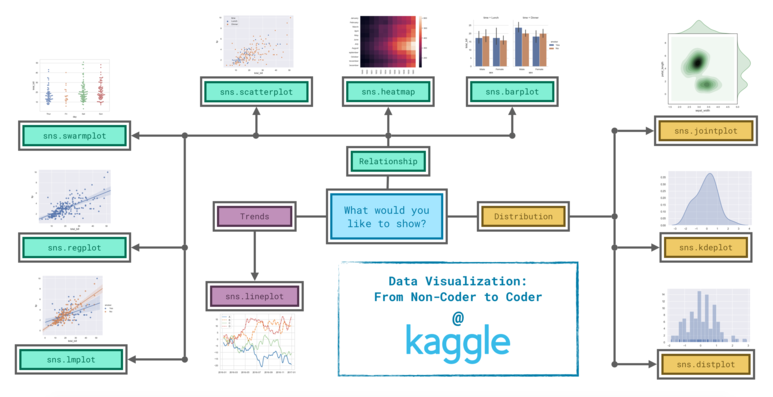 sns.scatterplot
sns.heatmap
sns.barplot
sns.swarmplot
sns.jointplot
Relationship
Trends
What would you
like to show?
Distribution
sns.regplot
sns.kdeplot
sns.lineplot
Data Visualization:
From Non-Coder to Coder
@
kaggle
sns.lmplot
sns.distplot